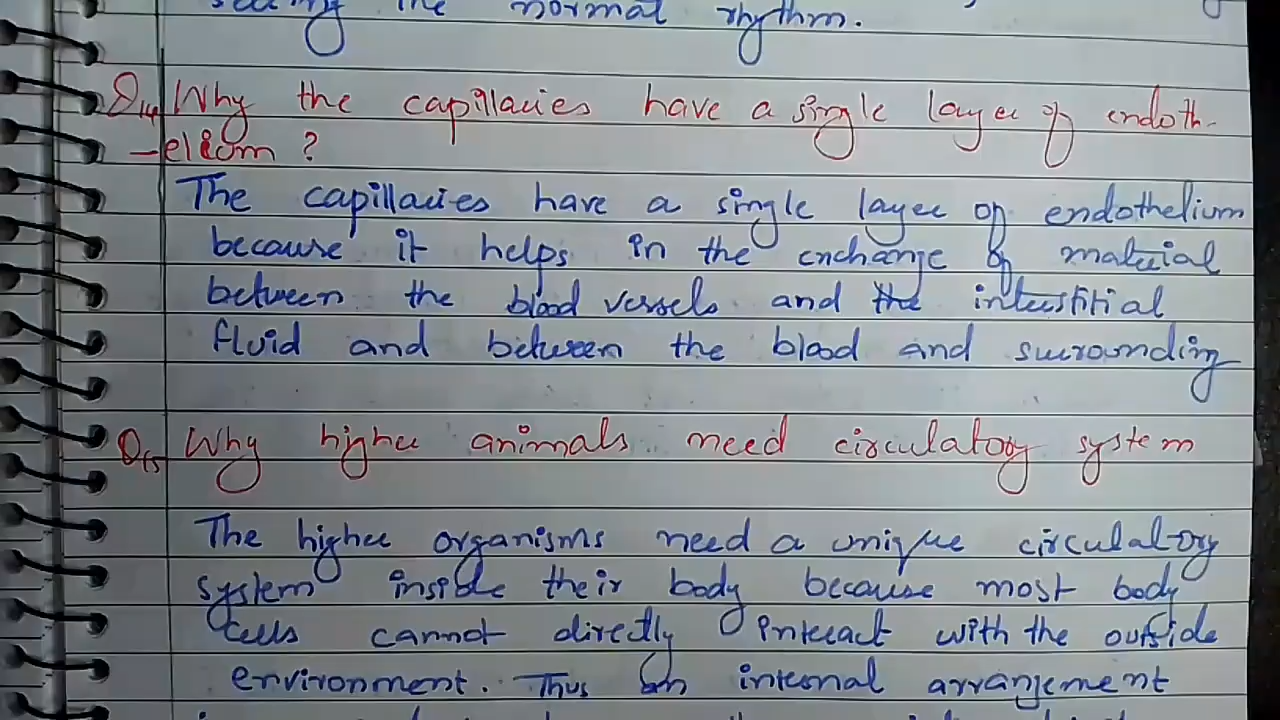 the normal rhythm.
Q14 Why the capillaries have a single layer of endoth-
-eliom ?
The capillaries have a single layer of endothelium
because it helps in the exchange of material
between the blood vessels and the interstitial
fluid and between the blood and surrounding
Q15 Why higher animals need circulatory system
The higher organisms need a unique circulatory
system inside their body because most body
cells cannot directly interact with the outside
environment. Thus an internal arrangement